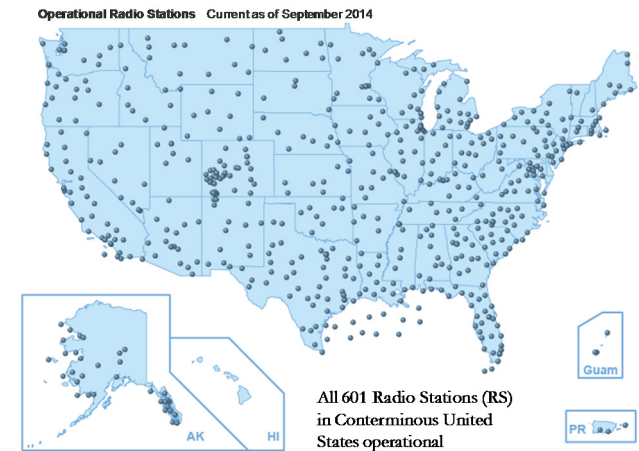 Operational Radio Stations Current as of September 2014
Guam
All 601 Radio Stations (RS)
in Conterminous United
States operational
PR
AK
HI